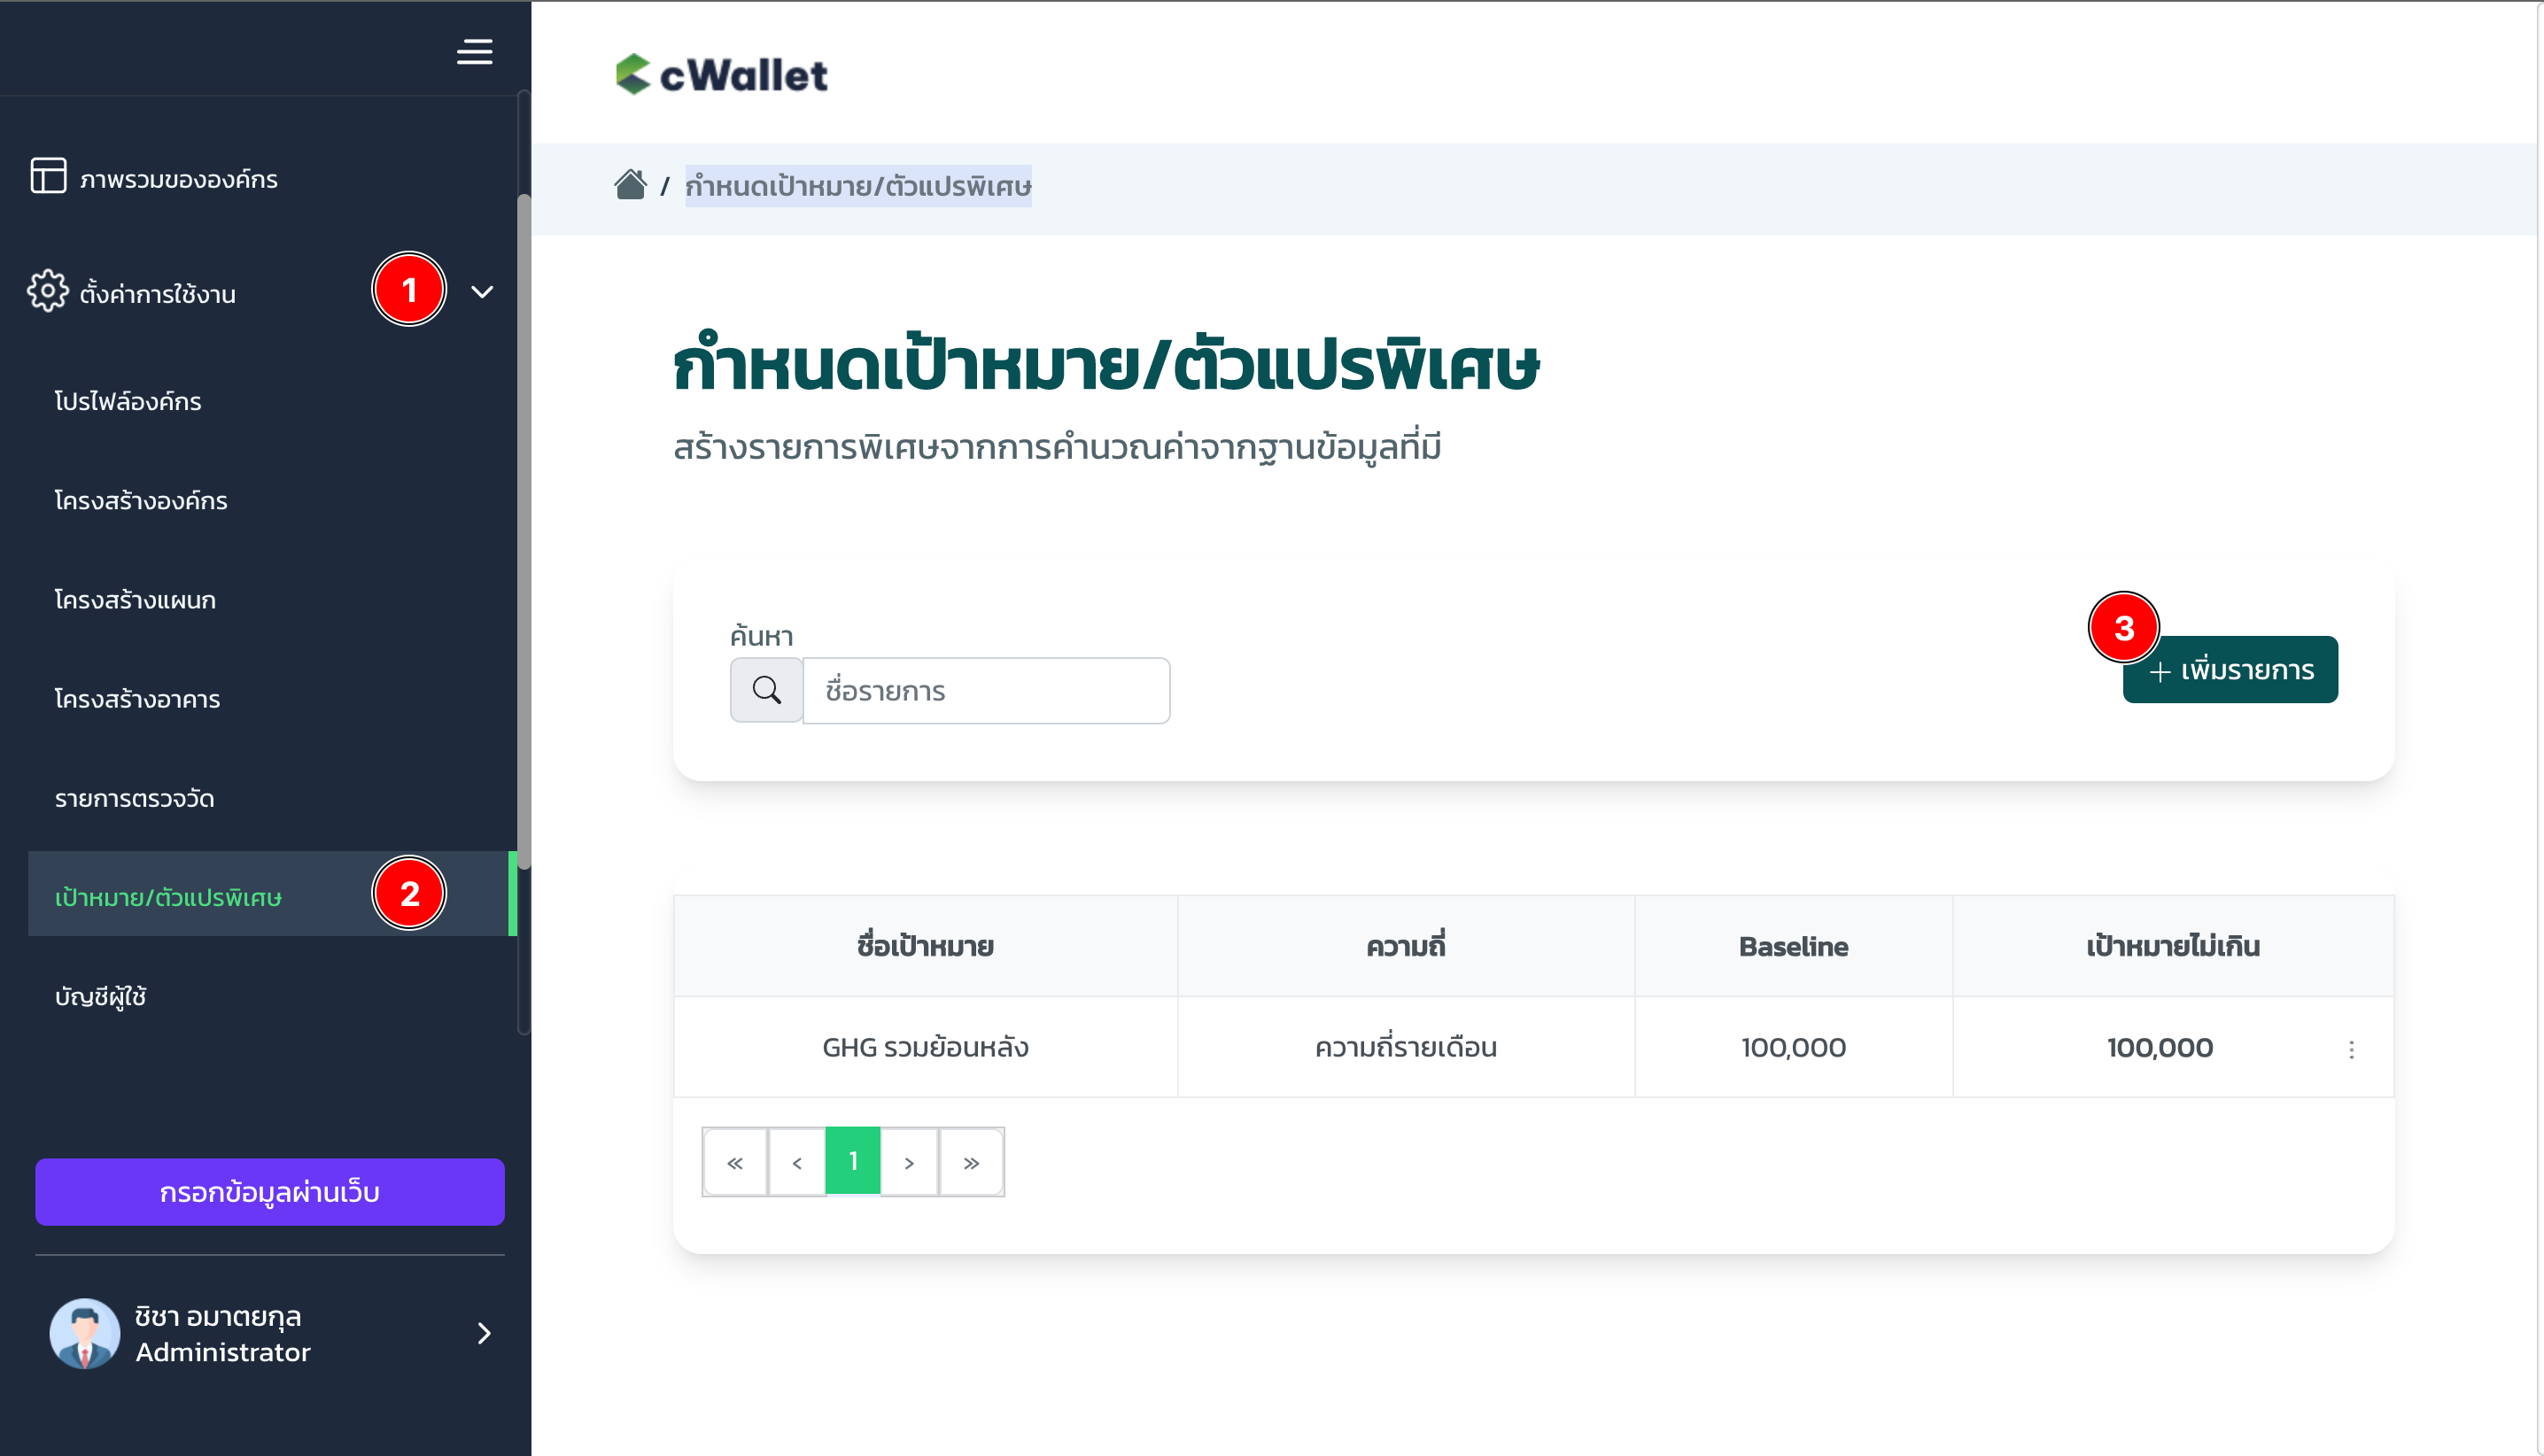 ภาพรวมขององค์กร
ตั้งค่าการใช้งาน
1
โปรไฟล์องค์กร
โครงสร้างองค์กร
โครงสร้างแผนก
โครงสร้างอาคาร
รายการตรวจวัด
เป้าหมาย/ตัวแปรพิเศษ
2
บัญชีผู้ใช้
กรอกข้อมูลผ่านเว็บ
ชิชา อมาตยกุล
Administrator
cWallet
/ กำหนดเป้าหมาย/ตัวแปรพิเศษ
กำหนดเป้าหมาย/ตัวแปรพิเศษ
สร้างรายการพิเศษจากการคำนวณค่าจากฐานข้อมูลที่มี
ค้นหา
ชื่อรายการ
3
+ เพิ่มรายการ
ชื่อเป้าหมาย ความถี่ Baseline เป้าหมายไม่เกิน
GHG รวมย้อนหลัง ความถี่รายเดือน 100,000 100,000
« ‹ 1 › »